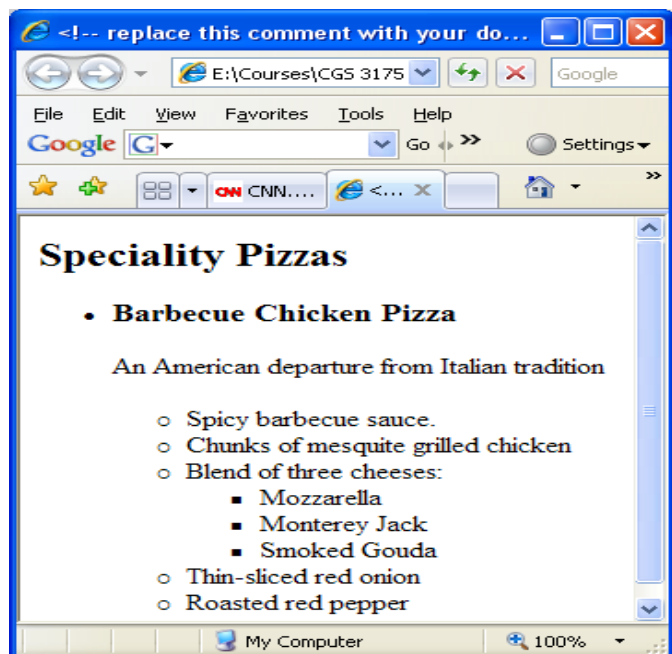 <!-- replace this comment with your do...
E:\Courses\CGS 3175
Google
File Edit View Favorites Tools Help
Google G Go » Settings
CNN CNN.... <... »
Speciality Pizzas
• Barbecue Chicken Pizza
An American departure from Italian tradition
○ Spicy barbecue sauce.
○ Chunks of mesquite grilled chicken
○ Blend of three cheeses:
▪ Mozzarella
▪ Monterey Jack
▪ Smoked Gouda
○ Thin-sliced red onion
○ Roasted red pepper
My Computer 100%